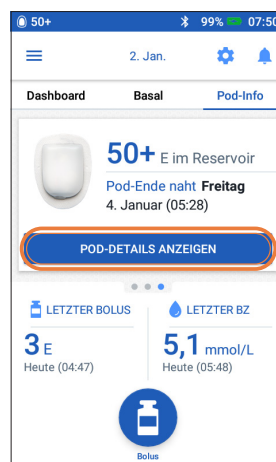 50+ 99% 07:50
2. Jan.
Dashboard Basal Pod-Info
50+ E im Reservoir
Pod-Ende naht Freitag
4. Januar (05:28)
POD-DETAILS ANZEIGEN
LETZTER BOLUS LETZTER BZ
3 E 5,1 mmol/L
Heute (04:47) Heute (05:48)
Bolus